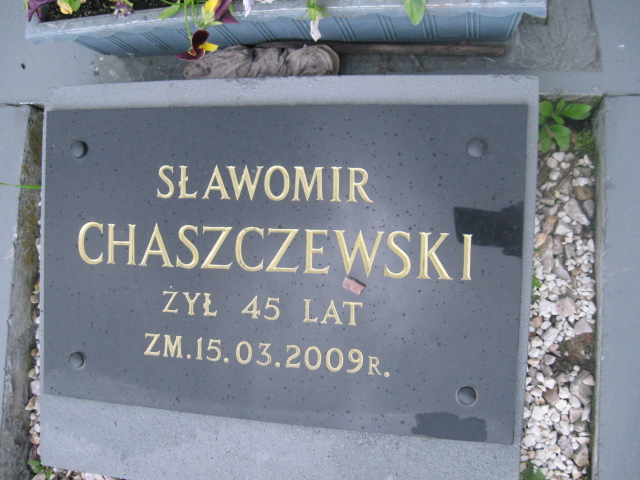 SŁAWOMIR
CHASZCZEWSKI
ŻYŁ 45 LAT
ZM.15.03.2009R.